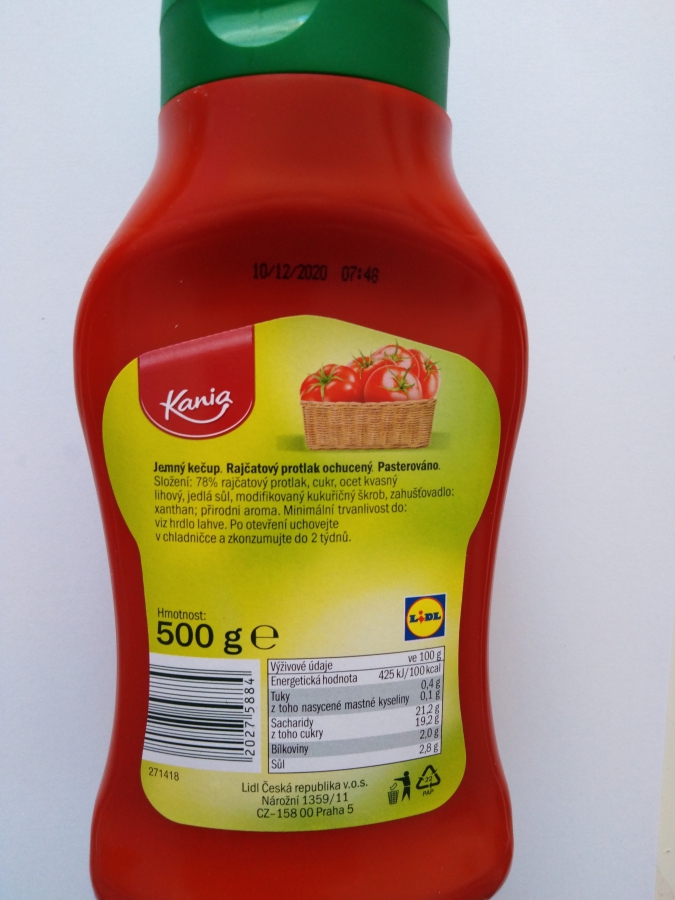 10/12/2020 07:48
Kania
Jemný kečup. Rajčatový protlak ochucený. Pasterováno.
Složení: 78% rajčatový protlak, cukr, ocet kvasný
lihový, jedlá sůl, modifikovaný kukuřičný škrob, zahušťovadlo:
xanthan; přírodní aroma. Minimální trvanlivost do:
viz hrdlo lahve. Po otevření uchovejte
v chladničce a zkonzumujte do 2 týdnů.
Hmotnost:
500 g e
LIDL
Výživové údaje ve 100 g
Energetická hodnota 425 kJ/100 kcal
Tuky 0,4 g
z toho nasycené mastné kyseliny 0,1 g
Sacharidy 21,2 g
z toho cukry 19,2 g
Bílkoviny 2,0 g
Sůl 2,8 g
20275884
271418
Lidl Česká republika v.o.s.
Nárožní 1359/11
CZ–158 00 Praha 5
22
PAP